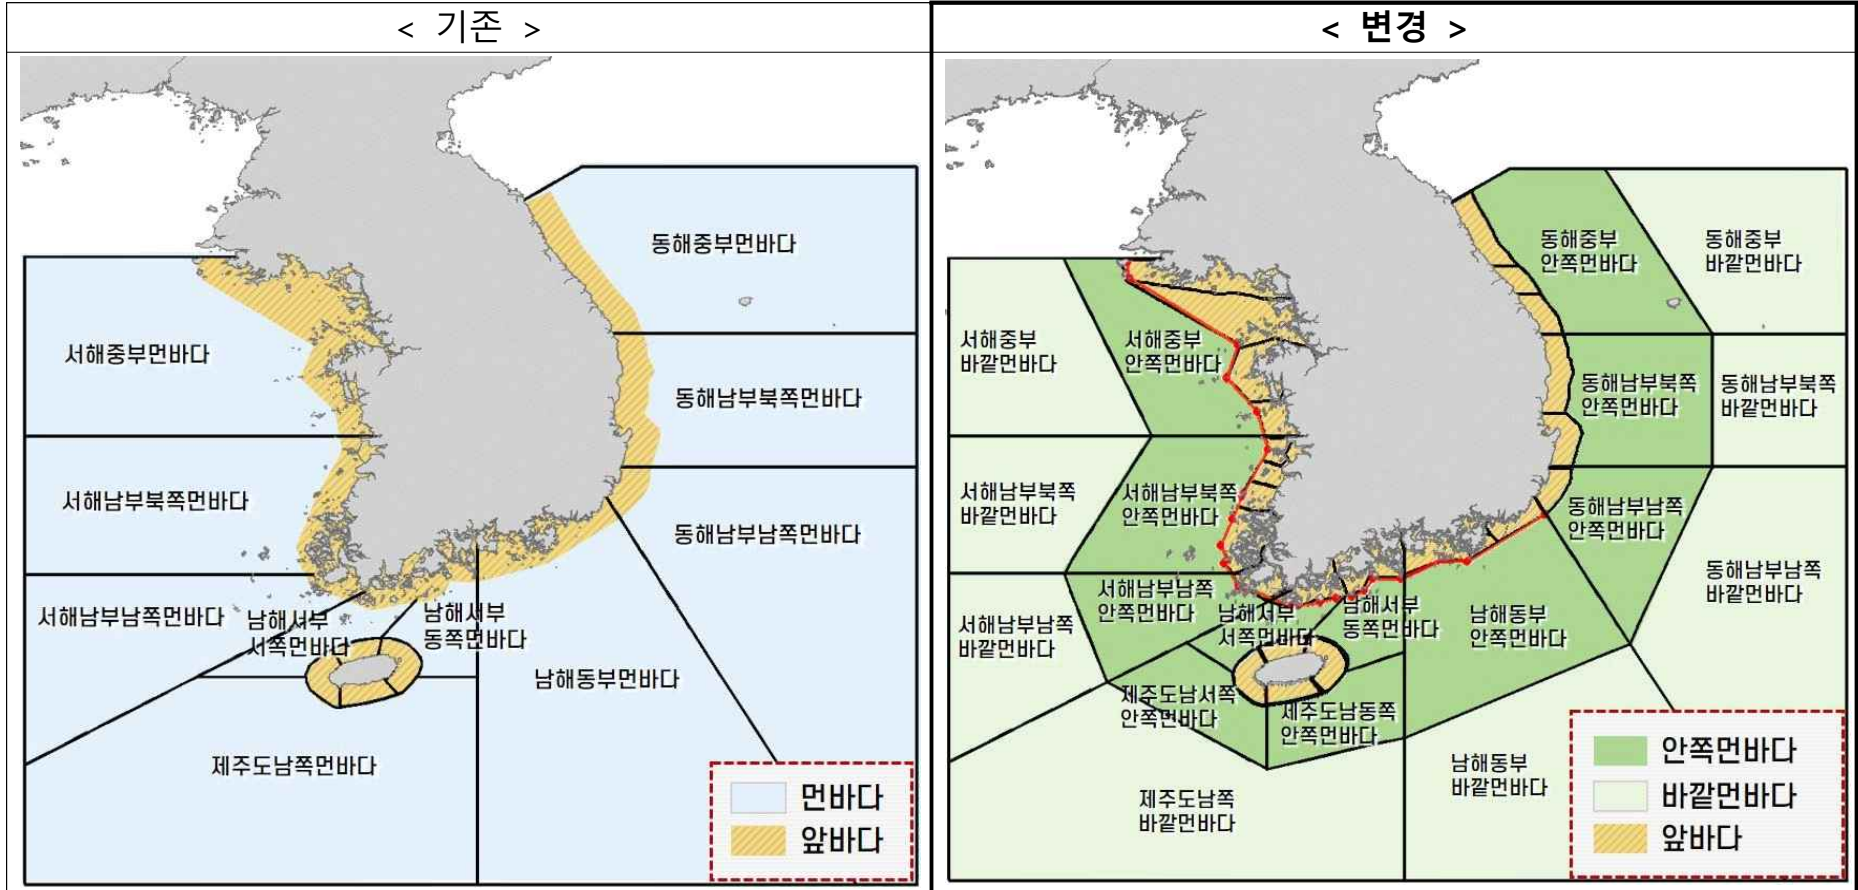 < 기존 >
동해중부먼바다
서해중부먼바다
동해남부북쪽먼바다
서해남부북쪽먼바다
동해남부남쪽먼바다
서해남부남쪽먼바다
남해서부
서쪽먼바다
남해서부
동쪽먼바다
남해동부먼바다
제주도남쪽먼바다
먼바다
앞바다
< 변경 >
동해중부
안쪽먼바다
동해중부
바깥먼바다
서해중부
바깥먼바다
서해중부
안쪽먼바다
동해남부북쪽
안쪽먼바다
동해남부북쪽
바깥먼바다
서해남부북쪽
바깥먼바다
서해남부북쪽
안쪽먼바다
동해남부남쪽
안쪽먼바다
동해남부남쪽
바깥먼바다
서해남부남쪽
바깥먼바다
서해남부남쪽
안쪽먼바다
남해서부
서쪽먼바다
남해서부
동쪽먼바다
남해동부
안쪽먼바다
제주도남서쪽
안쪽먼바다
제주도남동쪽
안쪽먼바다
남해동부
바깥먼바다
제주도남쪽
바깥먼바다
안쪽먼바다
바깥먼바다
앞바다